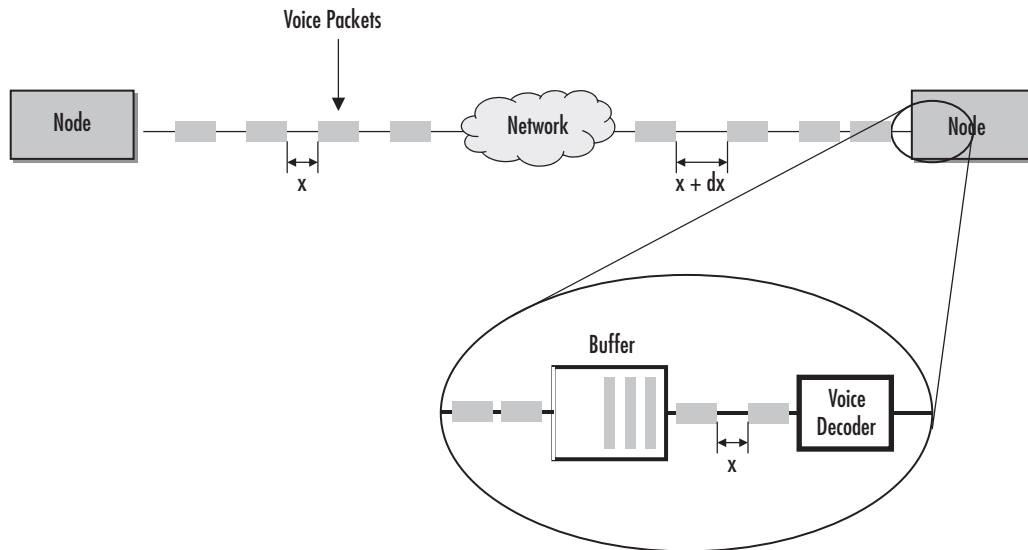 Voice Packets
Node
Network
Node
x
x + dx
Buffer
Voice
Decoder
x